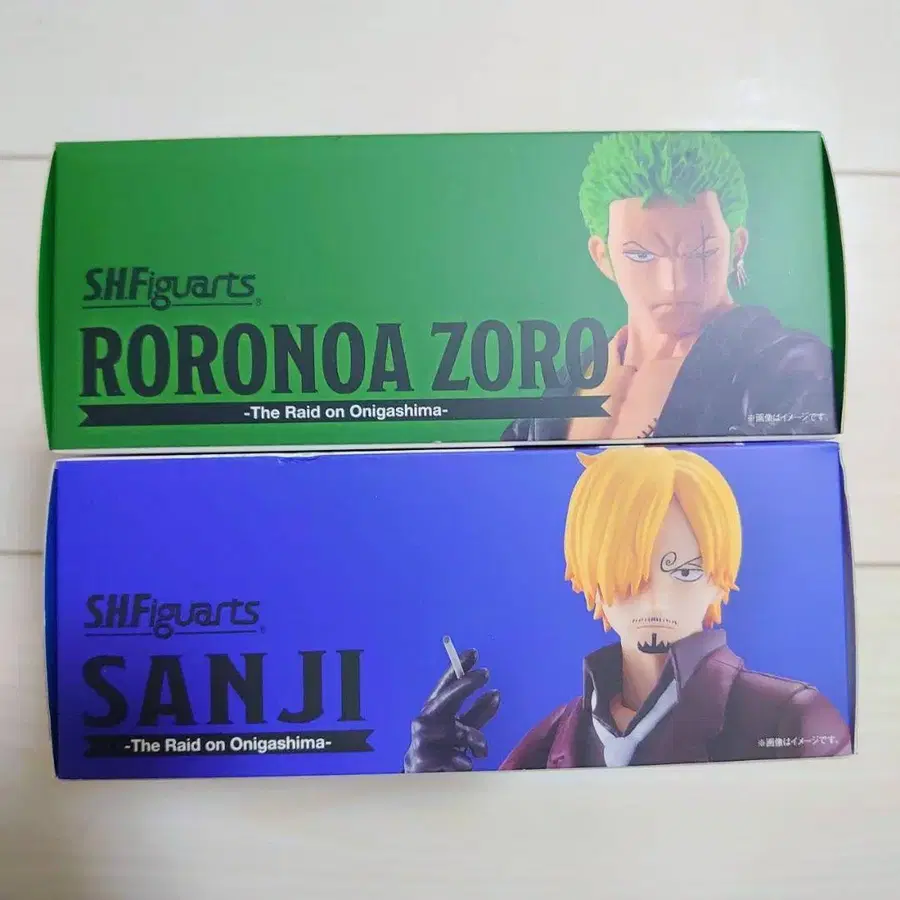 S.H.Figuarts
RORONOA ZORO
-The Raid on Onigashima-
※画像はイメージです。
S.H.Figuarts
SANJI
-The Raid on Onigashima-
※画像はイメージです。